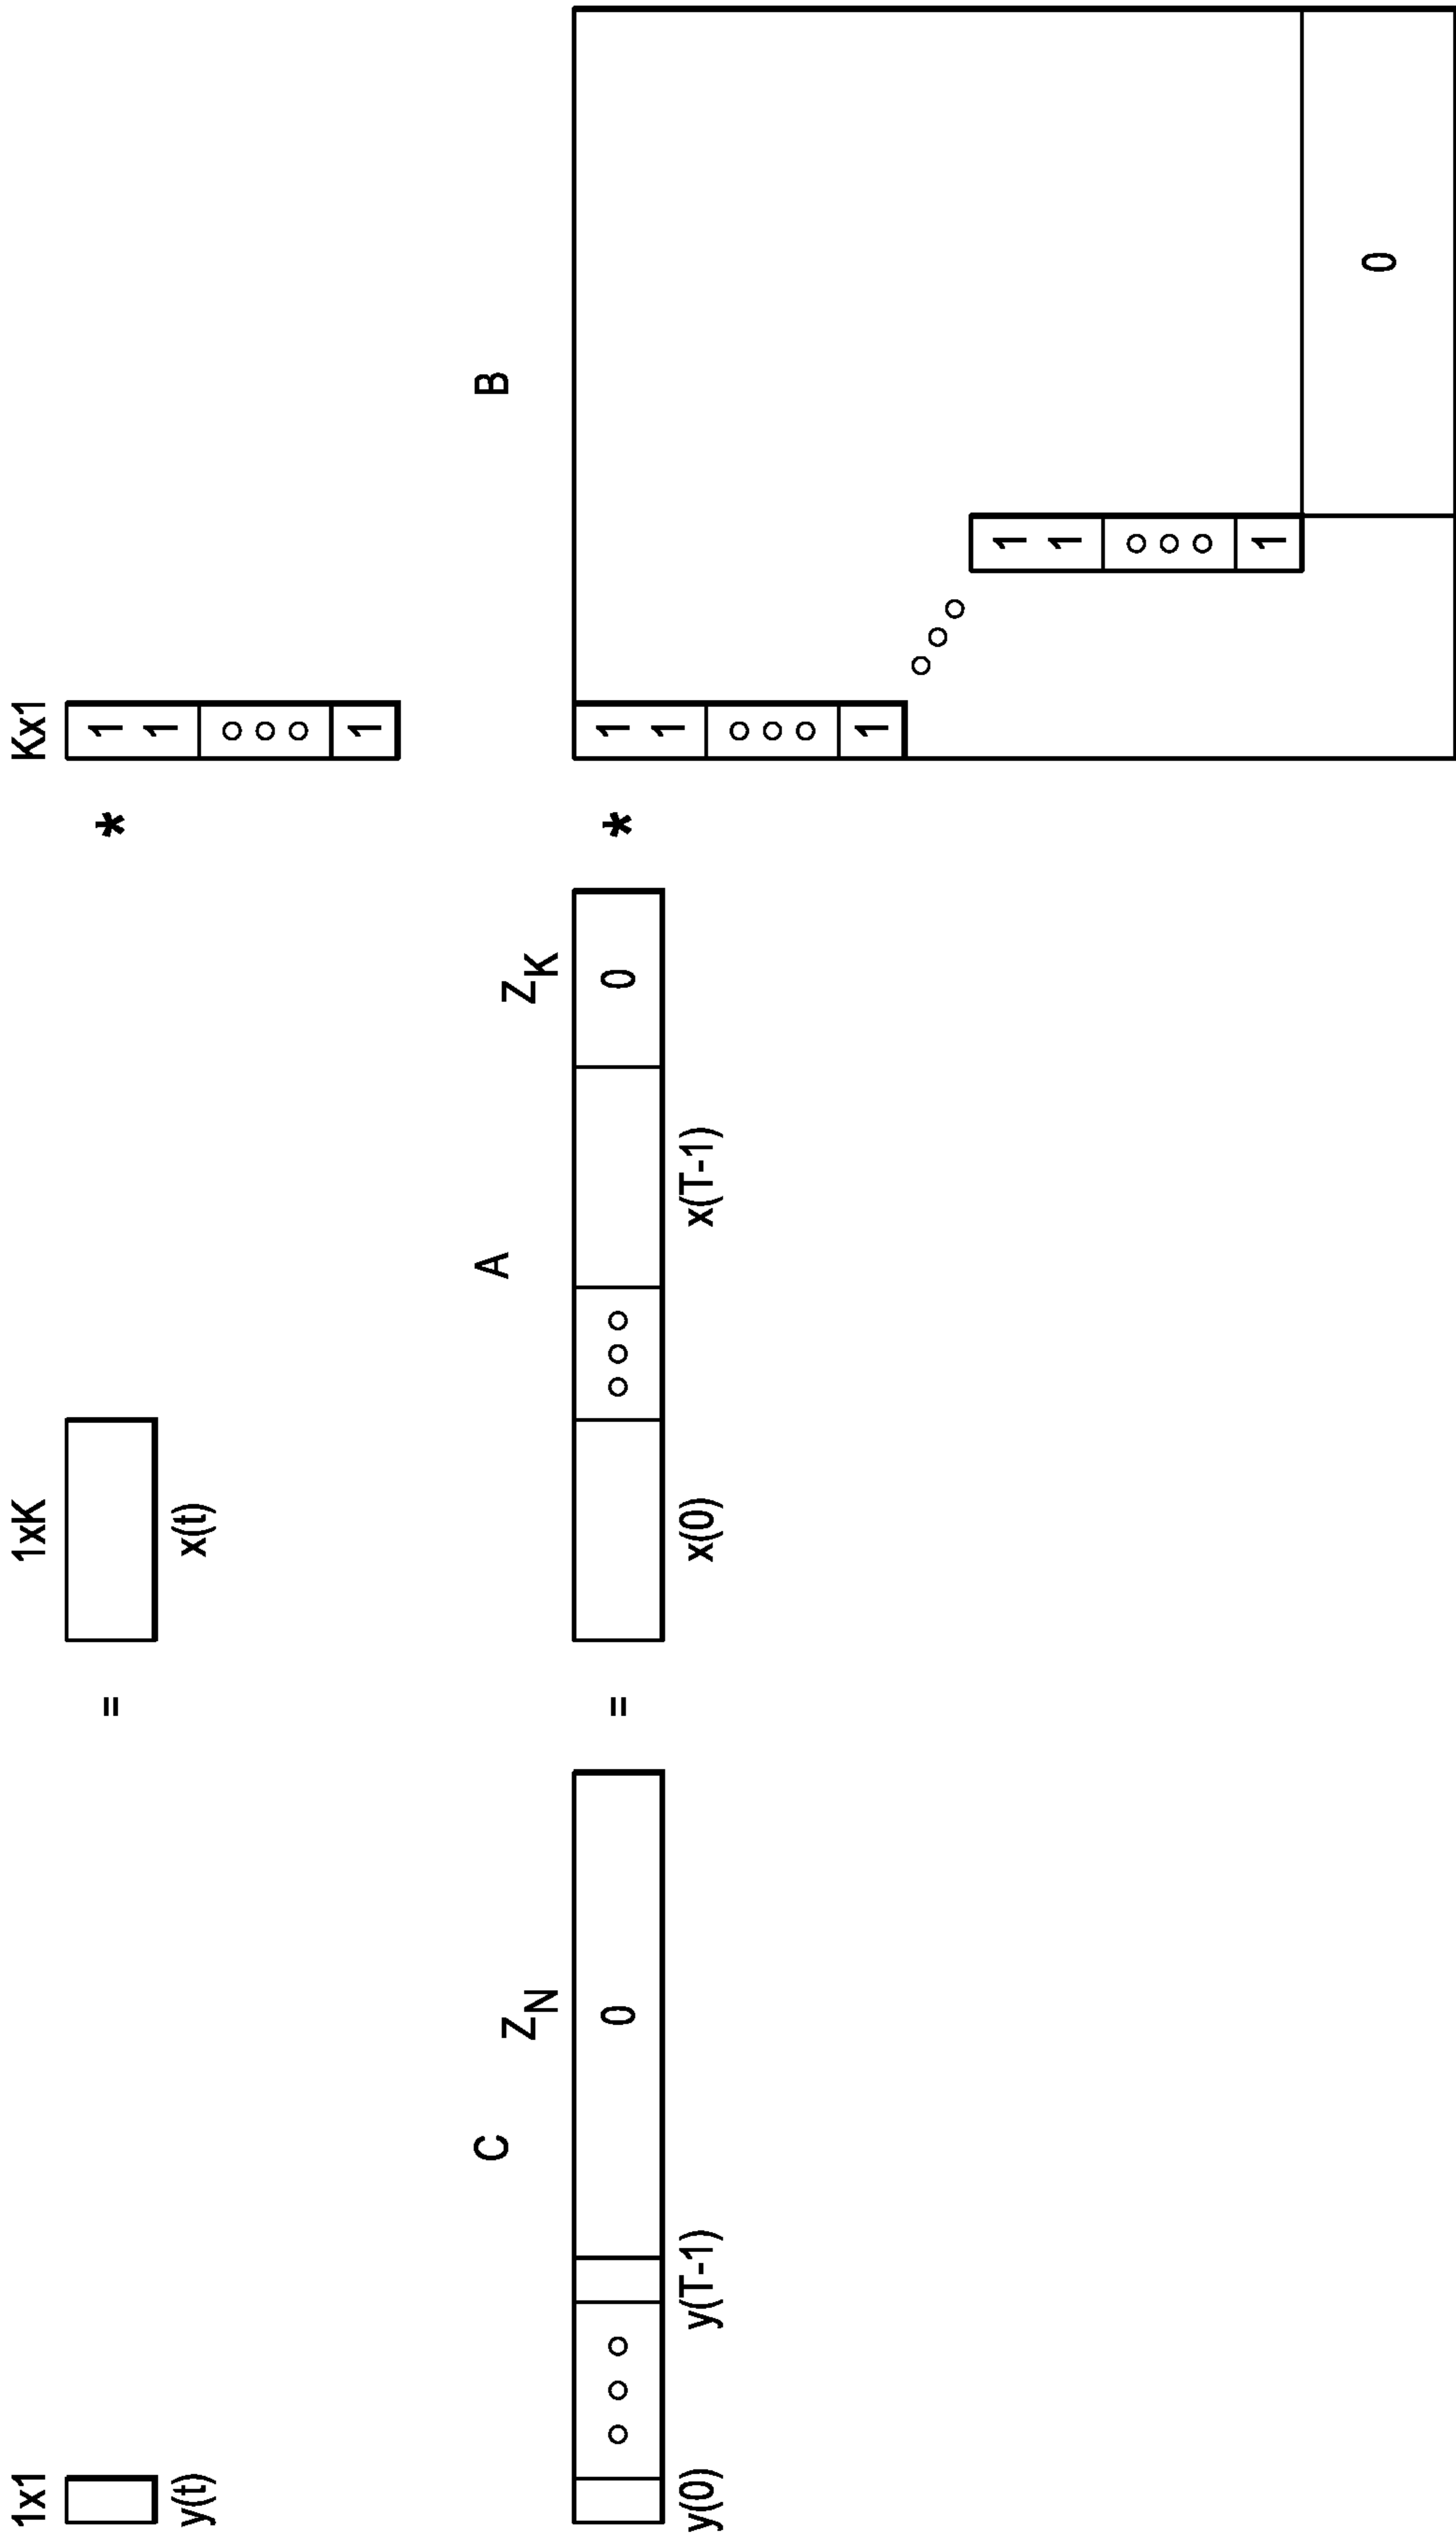 1x1 1xK Kx1
= * 1
1
y(t) x(t)
1
C A B
Z_N Z_K
0 = 0 * 1
1
y(0) y(T-1) x(0) x(T-1)
1
1
1
1
0